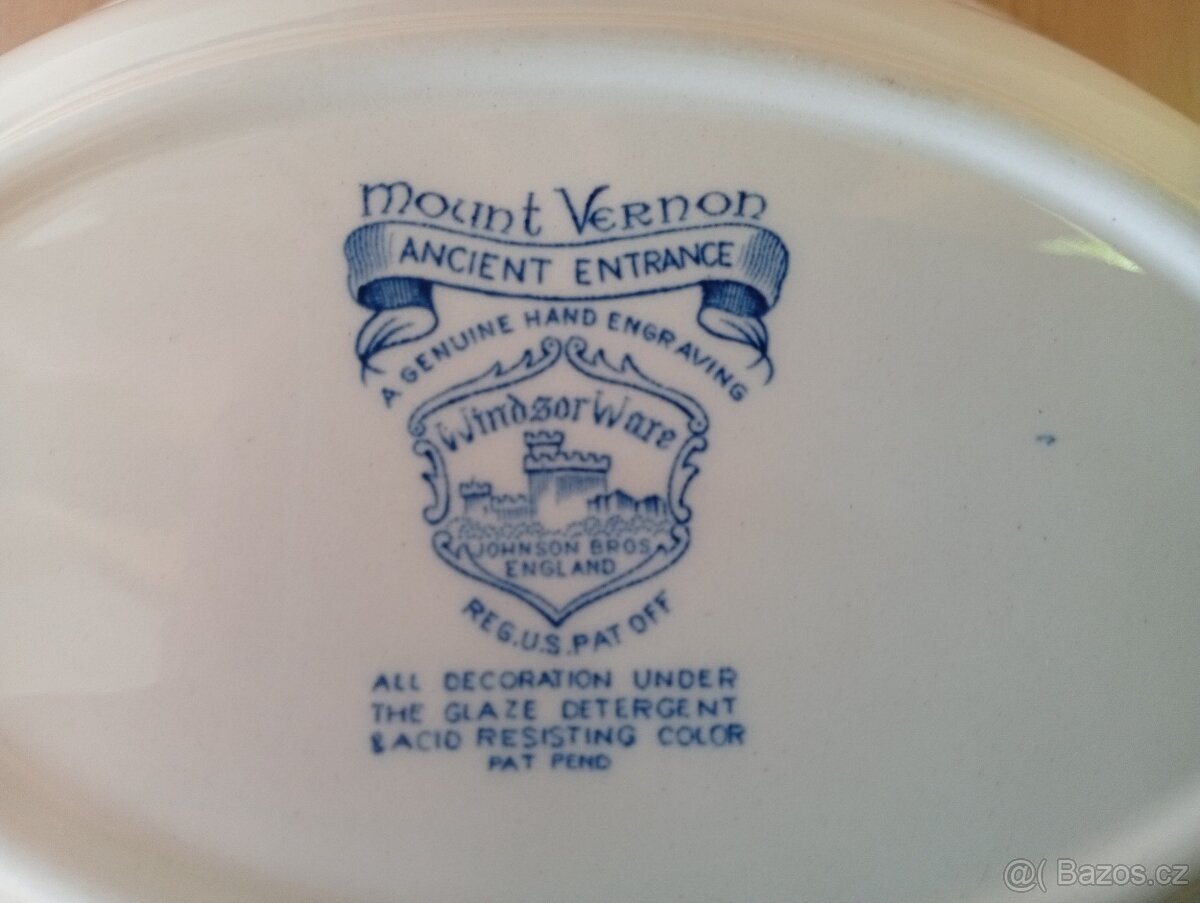 Mount Vernon
ANCIENT ENTRANCE
A GENUINE HAND ENGRAVING
Windsor Ware
JOHNSON BROS
ENGLAND
REG.U.S.PAT OFF
ALL DECORATION UNDER
THE GLAZE DETERGENT
& ACID RESISTING COLOR
PAT PEND
@( Bazos.cz